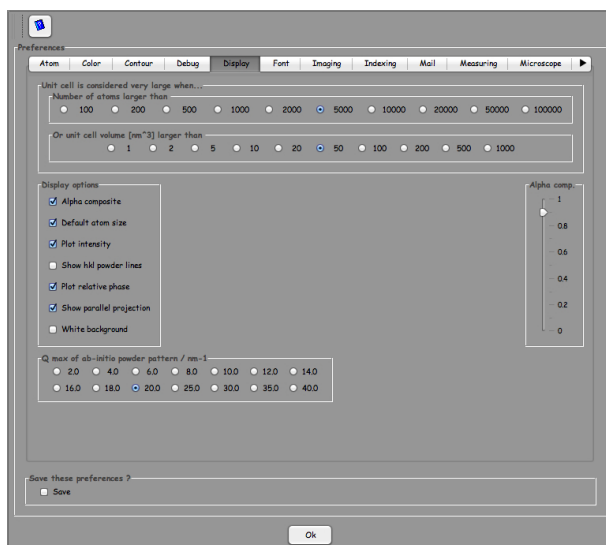 Preferences
Atom Color Contour Debug Display Font Imaging Indexing Mail Measuring Microscope
Unit cell is considered very large when...
Number of atoms larger than
100 200 500 1000 2000 5000 10000 20000 50000 100000
Or unit cell volume [nm^3] larger than
1 2 5 10 20 50 100 200 500 1000
Display options
Alpha composite
Default atom size
Plot intensity
Show hkl powder lines
Plot relative phase
Show parallel projection
White background
Alpha comp.
1
0.8
0.6
0.4
0.2
0
Q max of ab-initio powder pattern / nm-1
2.0 4.0 6.0 8.0 10.0 12.0 14.0
16.0 18.0 20.0 25.0 30.0 35.0 40.0
Save these preferences ?
Save
Ok